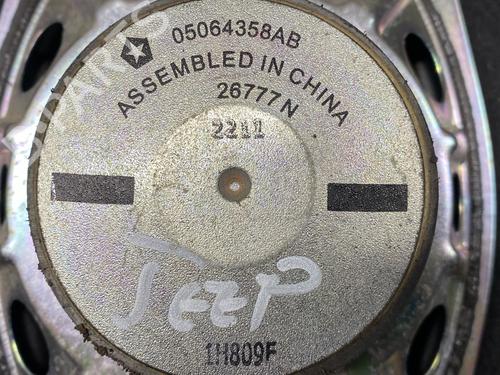 05064358AB
ASSEMBLED IN CHINA
26777N
2211
JEEP
1H809F